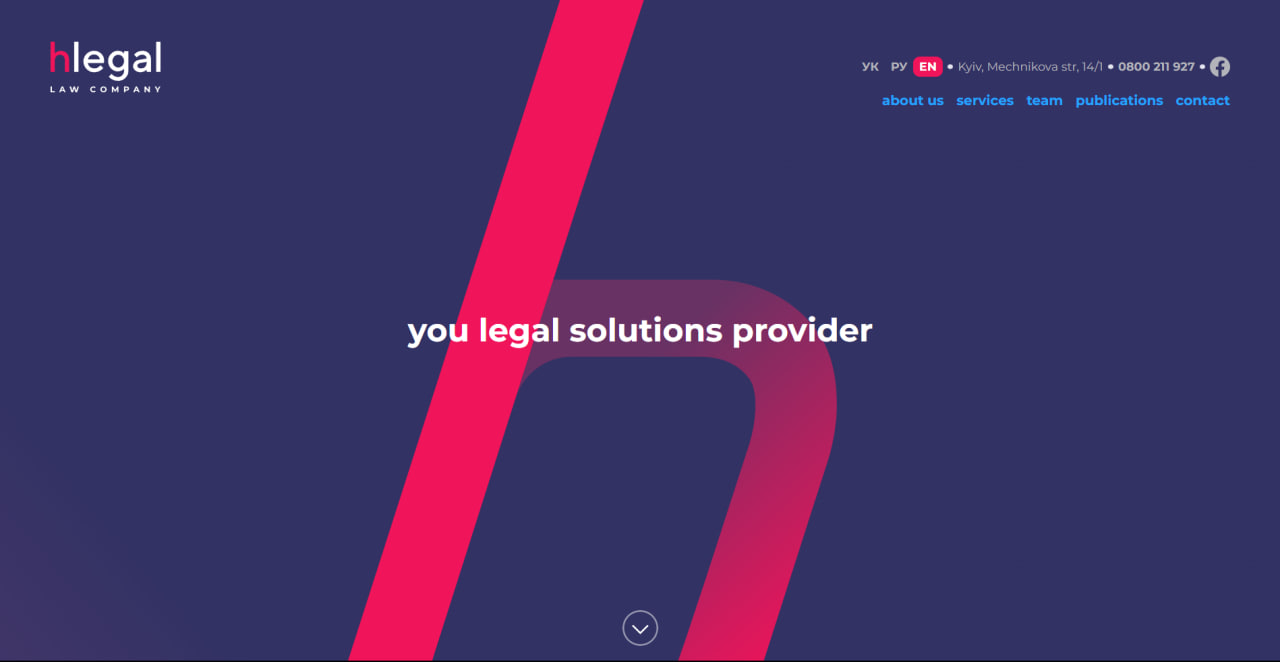 hlegal
LAW COMPANY
УК РУ EN • Kyiv, Mechnikova str, 14/1 • 0800 211 927 •
about us services team publications contact
you legal solutions provider